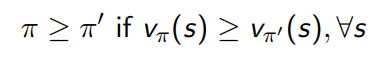 π ≥ π′ if v_π(s) ≥ v_π′(s), ∀s